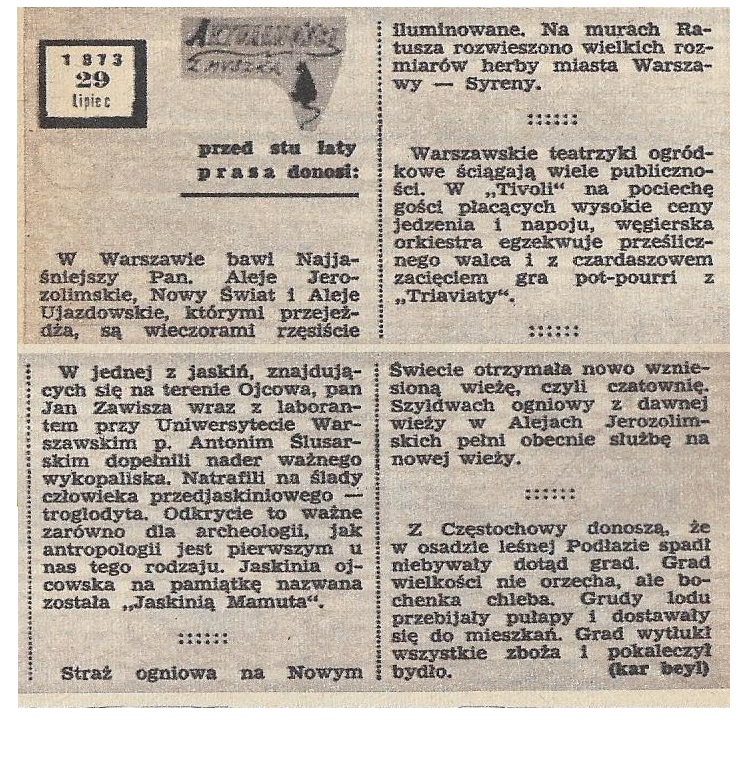 1873
29
Lipiec
AKTUALNOŚCI
Z MYSZKĄ
przed stu laty
prasa donosi:
W Warszawie bawi Najja-
śniejszy Pan. Aleje Jero-
zolimskie, Nowy Świat i Aleje
Ujazdowskie, którymi przejeż-
dża, są wieczorami rzęsiście
iluminowane. Na murach Ra-
tusza rozwieszono wielkich roz-
miarów herby miasta Warsza-
wy — Syreny.
::::::
Warszawskie teatrzyki ogród-
kowe ściągają wiele publiczno-
ści. W „Tivoli“ na pociechę
gości płacących wysokie ceny
jedzenia i napoju, węgierska
orkiestra egzekwuje prześlicz-
nego walca i z czardaszowem
zacięciem gra pot-pourri z
„Triaviaty“.
::::::
W jednej z jaskiń, znajdują-
cych się na terenie Ojcowa, pan
Jan Zawisza wraz z laboran-
tem przy Uniwersytecie War-
szawskim p. Antonim Ślusar-
skim dopełnili nader ważnego
wykopaliska. Natrafili na ślady
człowieka przedjaskiniowego —
troglodyta. Odkrycie to ważne
zarówno dla archeologii, jak
antropologii jest pierwszym u
nas tego rodzaju. Jaskinia oj-
cowska na pamiątkę nazwana
została „Jaskinią Mamuta“.
::::::
Straż ogniowa na Nowym
Świecie otrzymała nowo wznie-
sioną wieżę, czyli czatownię.
Szyldwach ogniowy z dawnej
wieży w Alejach Jerozolim-
skich pełni obecnie służbę na
nowej wieży.
::::::
Z Częstochowy donoszą, że
w osadzie leśnej Podłazie spadł
niebywały dotąd grad. Grad
wielkości nie orzecha, ale bo-
chenka chleba. Grudy lodu
przebijały pułapy i dostawały
się do mieszkań. Grad wytłukł
wszystkie zboża i pokaleczył
bydło. (kar beyl)